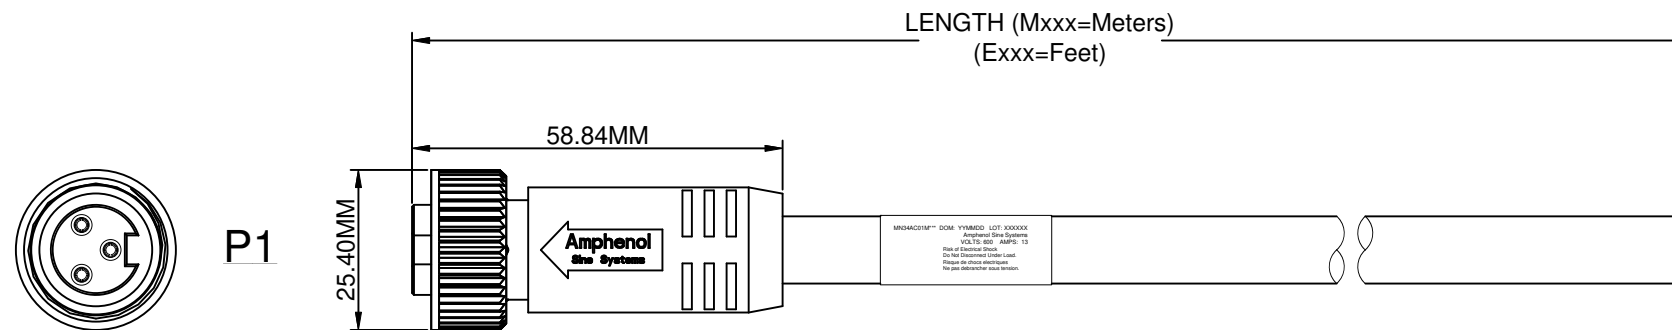 LENGTH (Mxxx=Meters)
(Exxx=Feet)
58.84MM
25.40MM
P1
Amphenol
Sine Systems
MN34AC01M*** DOM: YYMMDD LOT: XXXXXX
Amphenol Sine Systems
VOLTS: 600 AMPS: 13
Risk of Electrical Shock
Do Not Disconnect Under Load.
Risque de chocs electriques
Ne pas debrancher sous tension.